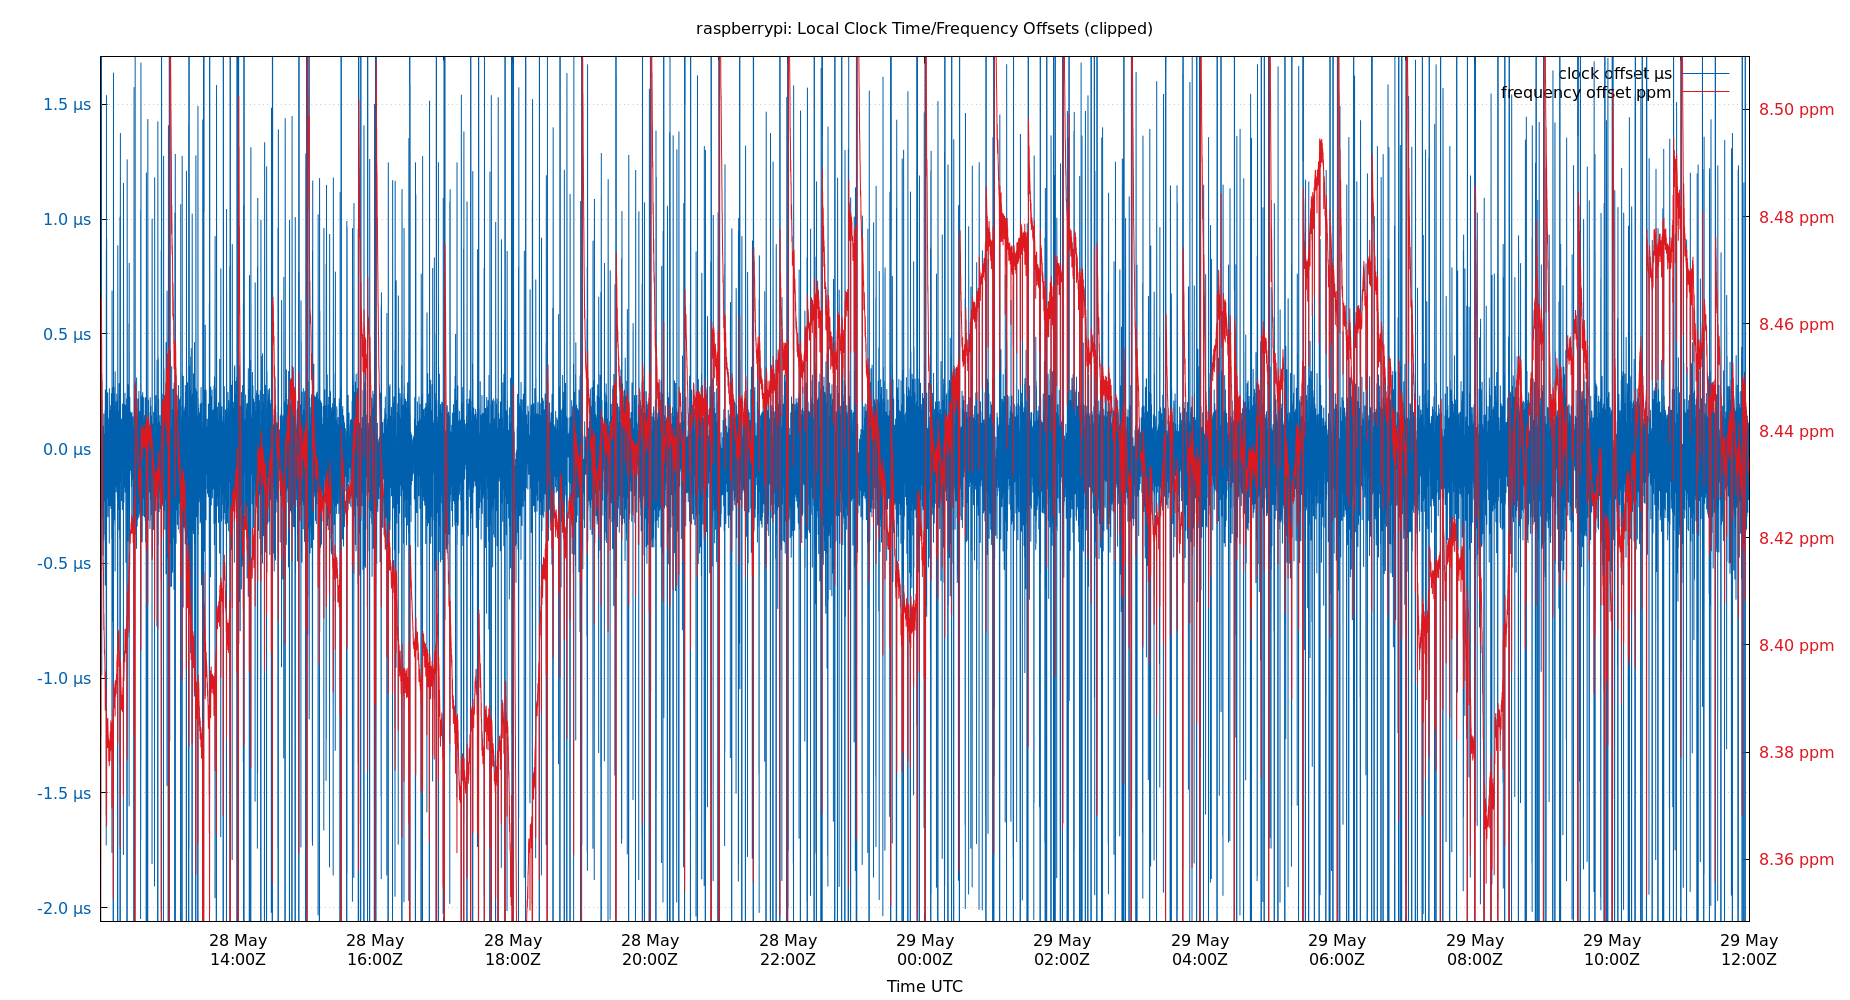 raspberrypi: Local Clock Time/Frequency Offsets (clipped)
clock offset µs
frequency offset ppm
1.5 µs
1.0 µs
0.5 µs
0.0 µs
-0.5 µs
-1.0 µs
-1.5 µs
-2.0 µs
8.50 ppm
8.48 ppm
8.46 ppm
8.44 ppm
8.42 ppm
8.40 ppm
8.38 ppm
8.36 ppm
28 May
14:00Z
28 May
16:00Z
28 May
18:00Z
28 May
20:00Z
28 May
22:00Z
29 May
00:00Z
29 May
02:00Z
29 May
04:00Z
29 May
06:00Z
29 May
08:00Z
29 May
10:00Z
29 May
12:00Z
Time UTC